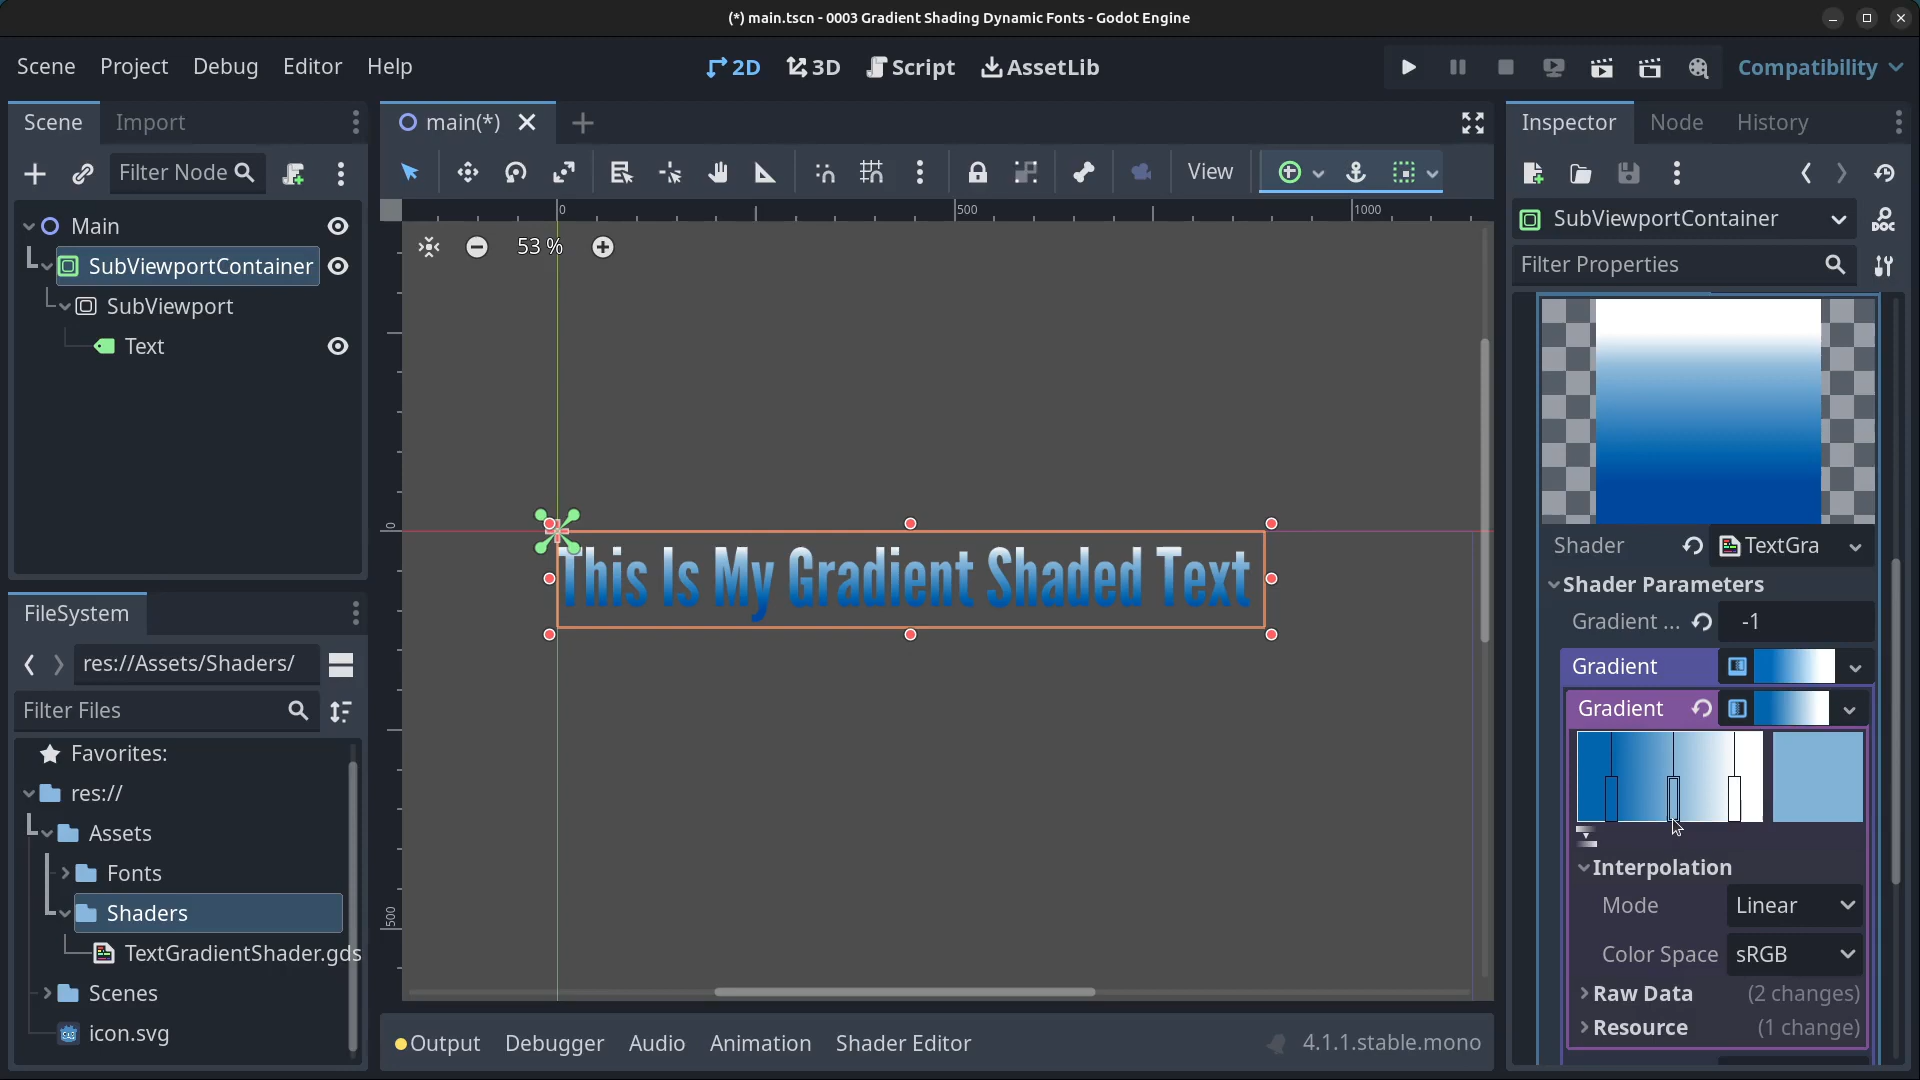 (*) main.tscn - 0003 Gradient Shading Dynamic Fonts - Godot Engine
Scene Project Debug Editor Help
2D 3D Script AssetLib
Compatibility
Scene Import
main(*)
Inspector Node History
Filter Node
View
0 500 1000
SubViewportContainer
DOC
Main
53 %
Filter Properties
SubViewportContainer
SubViewport
Text
0
This Is My Gradient Shaded Text
Shader TextGra
Shader Parameters
Gradient ... -1
Gradient
Gradient
FileSystem
res://Assets/Shaders/
Filter Files
Favorites:
res://
Assets
Fonts
Shaders
TextGradientShader.gds
Scenes
icon.svg
500
Interpolation
Mode Linear
Color Space sRGB
Raw Data (2 changes)
Resource (1 change)
Output Debugger Audio Animation Shader Editor
4.1.1.stable.mono